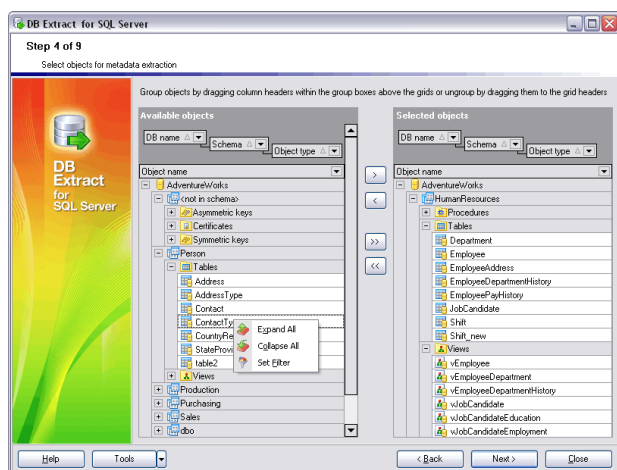 DB Extract for SQL Server
Step 4 of 9
Select objects for metadata extraction
Group objects by dragging column headers within the group boxes above the grids or ungroup by dragging them to the grid headers
DB
Extract
for
SQL Server
Available objects
DB name
Schema
Object type
Object name
AdventureWorks
<not in schema>
Asymmetric keys
Certificates
Symmetric keys
Person
Tables
Address
AddressType
Contact
ContactTy
CountryRe
StateProvi
table2
Views
Production
Purchasing
Sales
dbo
Expand All
Collapse All
Set Filter
>
<
>>
<<
Selected objects
DB name
Schema
Object type
Object name
AdventureWorks
HumanResources
Procedures
Tables
Department
Employee
EmployeeAddress
EmployeeDepartmentHistory
EmployeePayHistory
JobCandidate
Shift
Shift_new
Views
vEmployee
vEmployeeDepartment
vEmployeeDepartmentHistory
vJobCandidate
vJobCandidateEducation
vJobCandidateEmployment
Help
Tools
< Back
Next >
Close